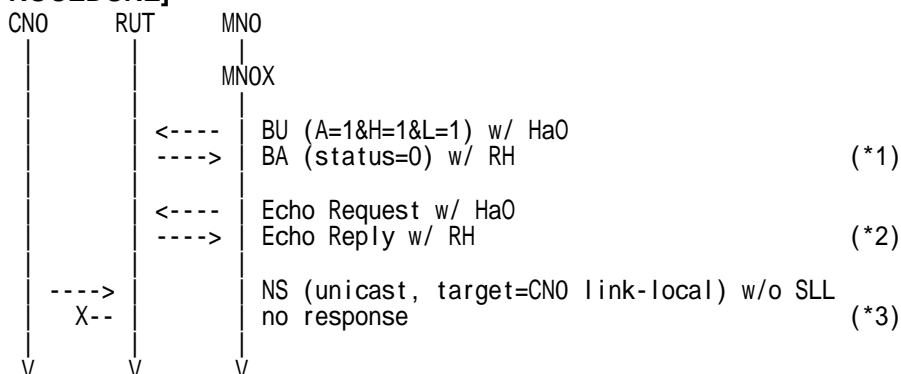 CN0 RUT MN0
MN0X
<---- BU (A=1&H=1&L=1) w/ HaO
----> BA (status=0) w/ RH (*1)
<---- Echo Request w/ HaO
----> Echo Reply w/ RH (*2)
----> NS (unicast, target=CN0 link-local) w/o SLL
X-- no response (*3)
V V V